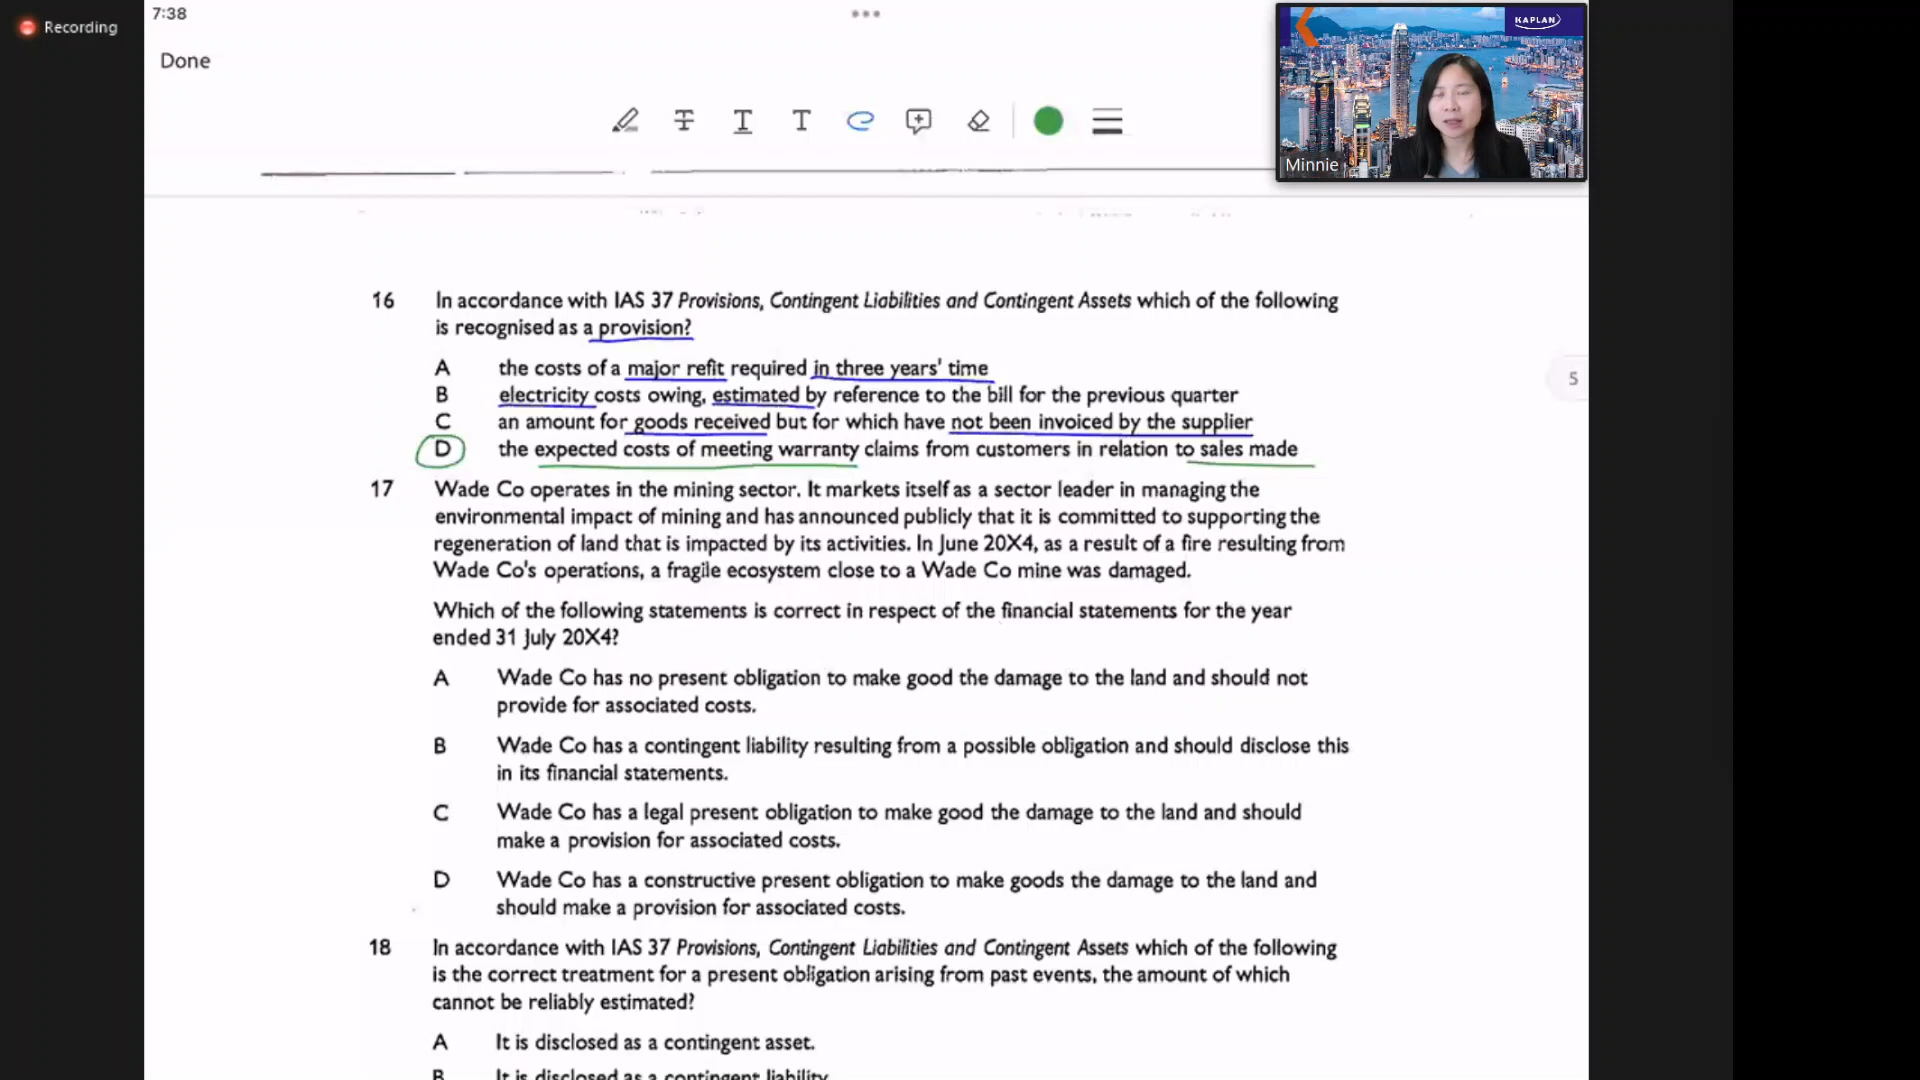 7:38
Recording
Done
KAPLAN
Minnie
16 In accordance with IAS 37 Provisions, Contingent Liabilities and Contingent Assets which of the following
is recognised as a provision?
A the costs of a major refit required in three years' time
5
B electricity costs owing, estimated by reference to the bill for the previous quarter
C an amount for goods received but for which have not been invoiced by the supplier
D the expected costs of meeting warranty claims from customers in relation to sales made
17 Wade Co operates in the mining sector. It markets itself as a sector leader in managing the
environmental impact of mining and has announced publicly that it is committed to supporting the
regeneration of land that is impacted by its activities. In June 20X4, as a result of a fire resulting from
Wade Co's operations, a fragile ecosystem close to a Wade Co mine was damaged.
Which of the following statements is correct in respect of the financial statements for the year
ended 31 July 20X4?
A Wade Co has no present obligation to make good the damage to the land and should not
provide for associated costs.
B Wade Co has a contingent liability resulting from a possible obligation and should disclose this
in its financial statements.
C Wade Co has a legal present obligation to make good the damage to the land and should
make a provision for associated costs.
D Wade Co has a constructive present obligation to make goods the damage to the land and
should make a provision for associated costs.
18 In accordance with IAS 37 Provisions, Contingent Liabilities and Contingent Assets which of the following
is the correct treatment for a present obligation arising from past events, the amount of which
cannot be reliably estimated?
A It is disclosed as a contingent asset.
B It is disclosed as a contingent liability